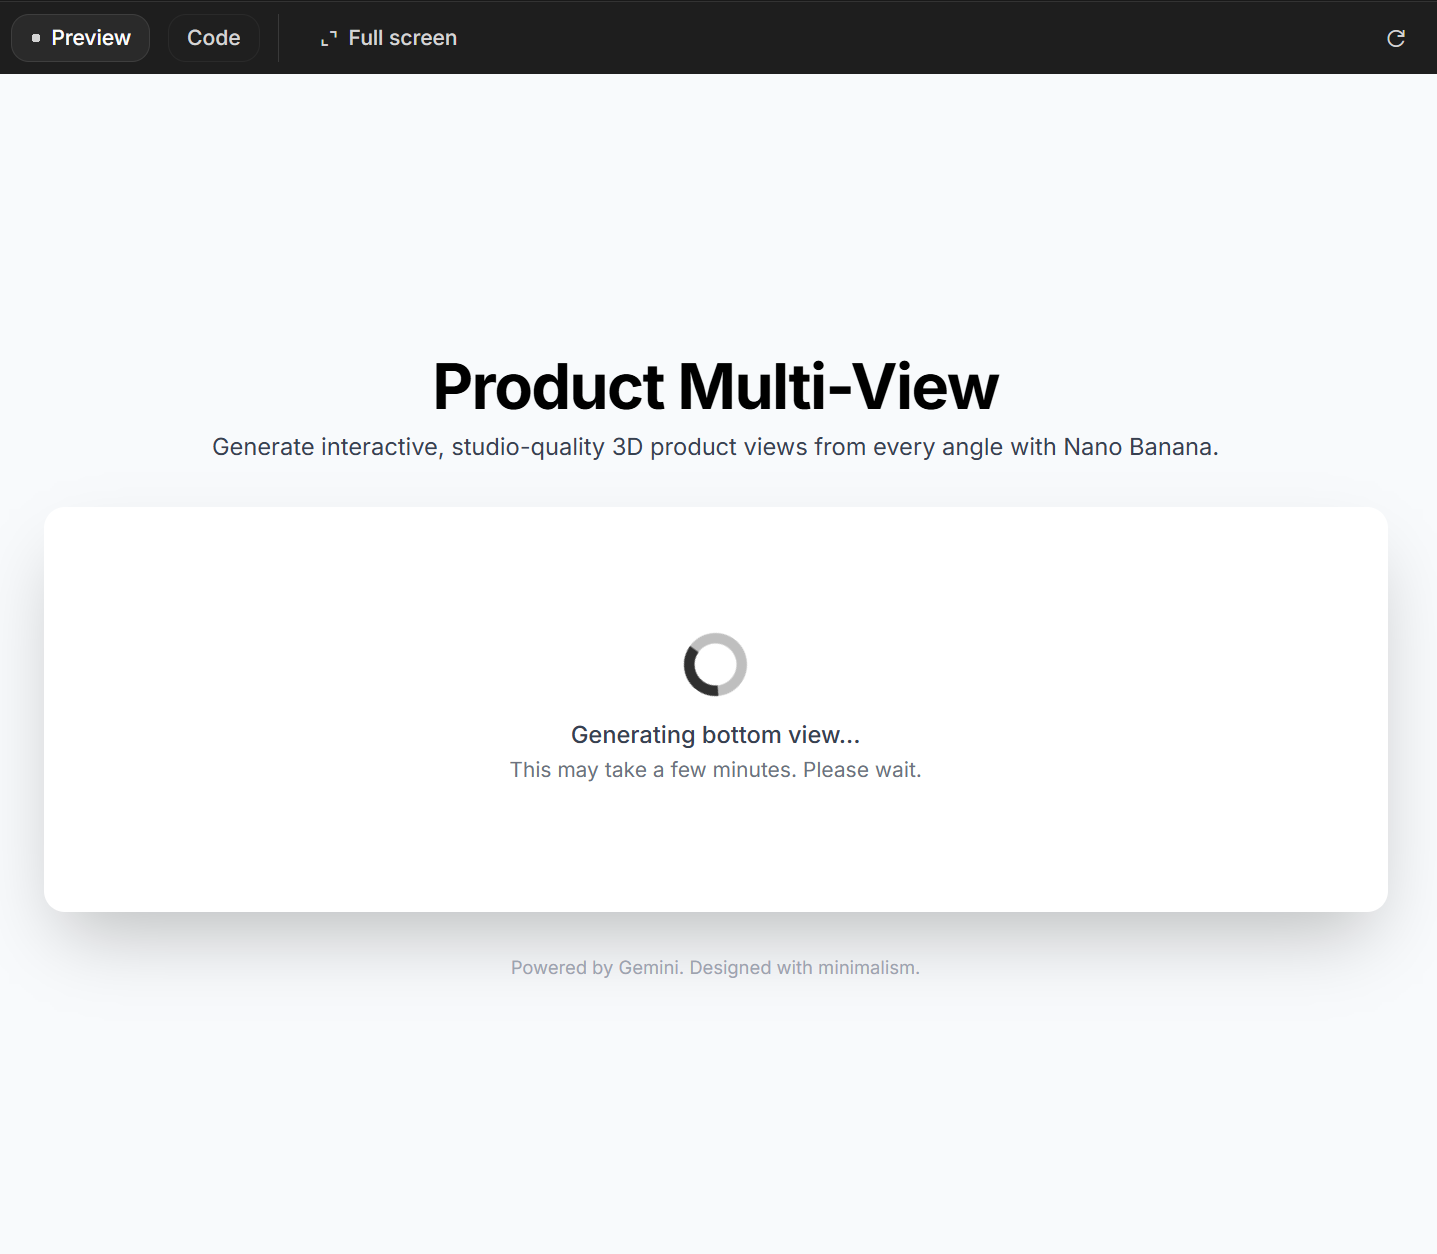 Preview
Code
Full screen
Product Multi-View
Generate interactive, studio-quality 3D product views from every angle with Nano Banana.
Generating bottom view...
This may take a few minutes. Please wait.
Powered by Gemini. Designed with minimalism.